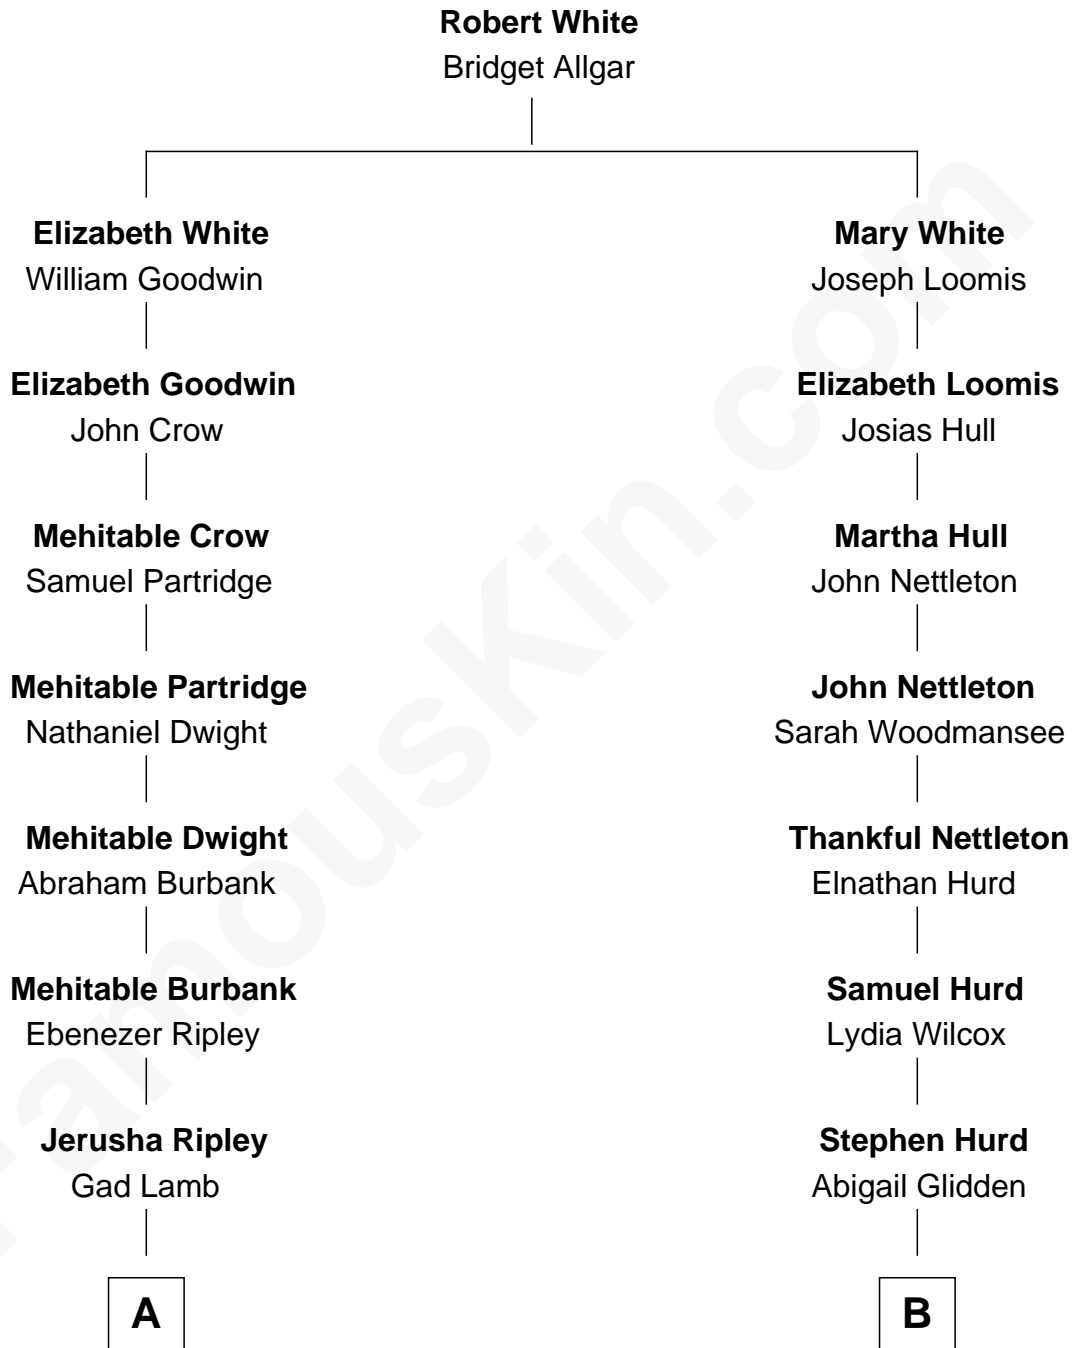 Robert White
Bridget Allgar
Elizabeth White
William Goodwin
Mary White
Joseph Loomis
Elizabeth Goodwin
John Crow
Elizabeth Loomis
Josias Hull
Mehitable Crow
Samuel Partridge
Martha Hull
John Nettleton
Mehitable Partridge
Nathaniel Dwight
John Nettleton
Sarah Woodmansee
Mehitable Dwight
Abraham Burbank
Thankful Nettleton
Elnathan Hurd
Mehitable Burbank
Ebenezer Ripley
Samuel Hurd
Lydia Wilcox
Jerusha Ripley
Gad Lamb
Stephen Hurd
Abigail Glidden
A
B
FamousKin.com